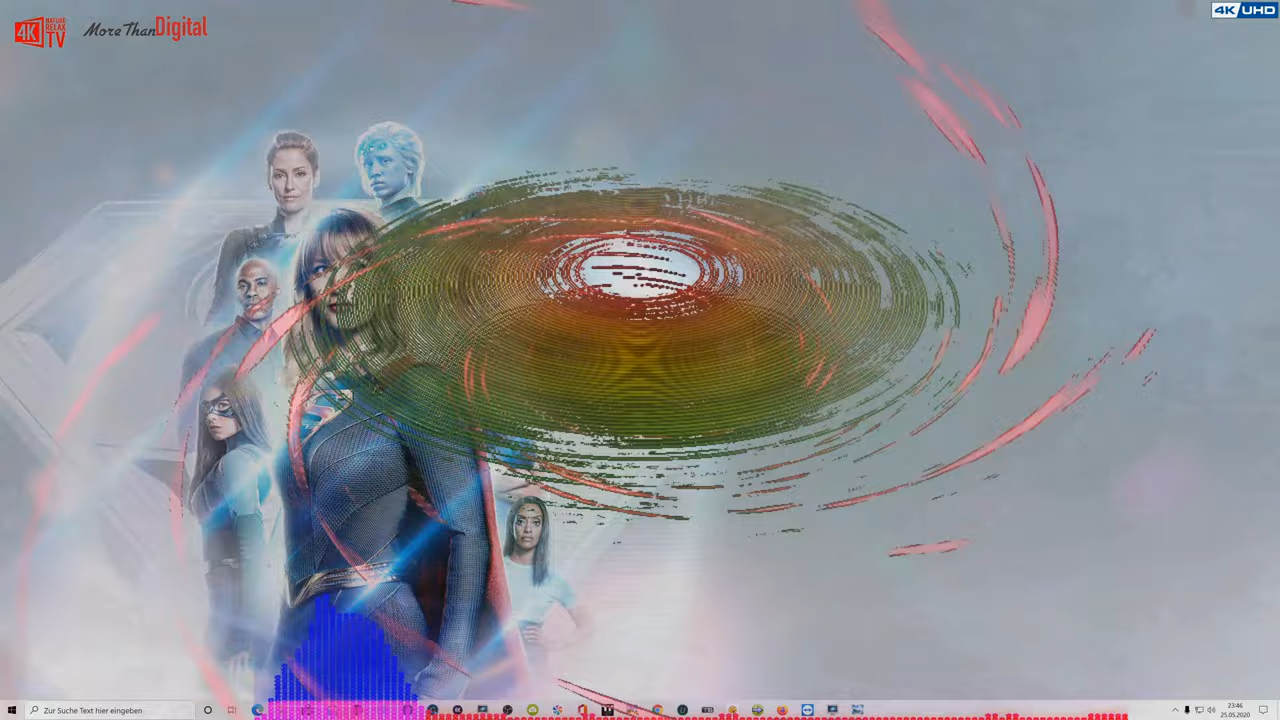 4K NATURE RELAX TV
More Than Digital
4K UHD
Zur Suche Text hier eingeben
23:46
25.05.2020